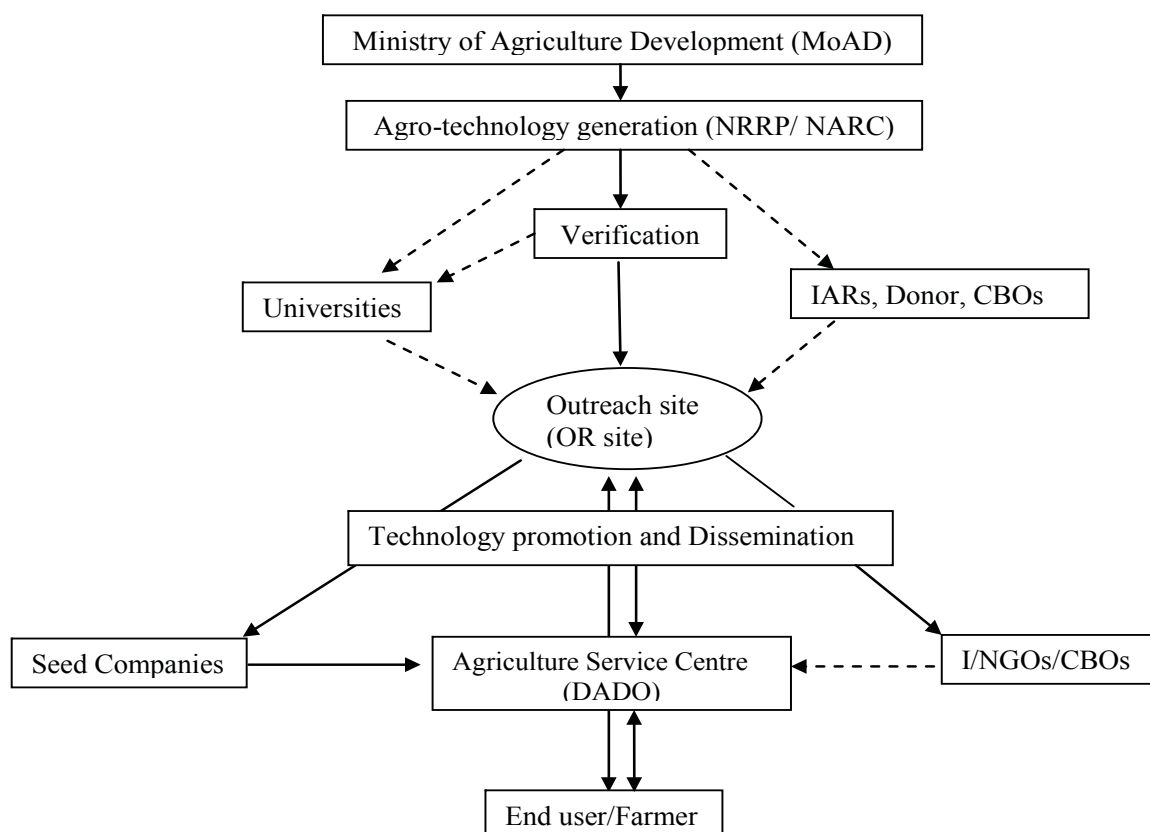 Ministry of Agriculture Development (MoAD)
Agro-technology generation (NRRP/ NARC)
Verification
Universities
IARs, Donor, CBOs
Outreach site
(OR site)
Technology promotion and Dissemination
Seed Companies
Agriculture Service Centre
(DADO)
I/NGOs/CBOs
End user/Farmer